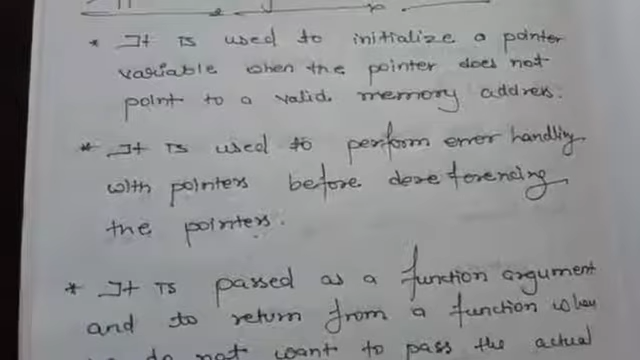 * It is used to initialize a pointer
variable when the pointer does not
point to a valid memory address.
* It is used to perform error handling
with pointers before dereferencing
the pointers.
* It is passed as a function argument
and to return from a function when
do not want to pass the actual